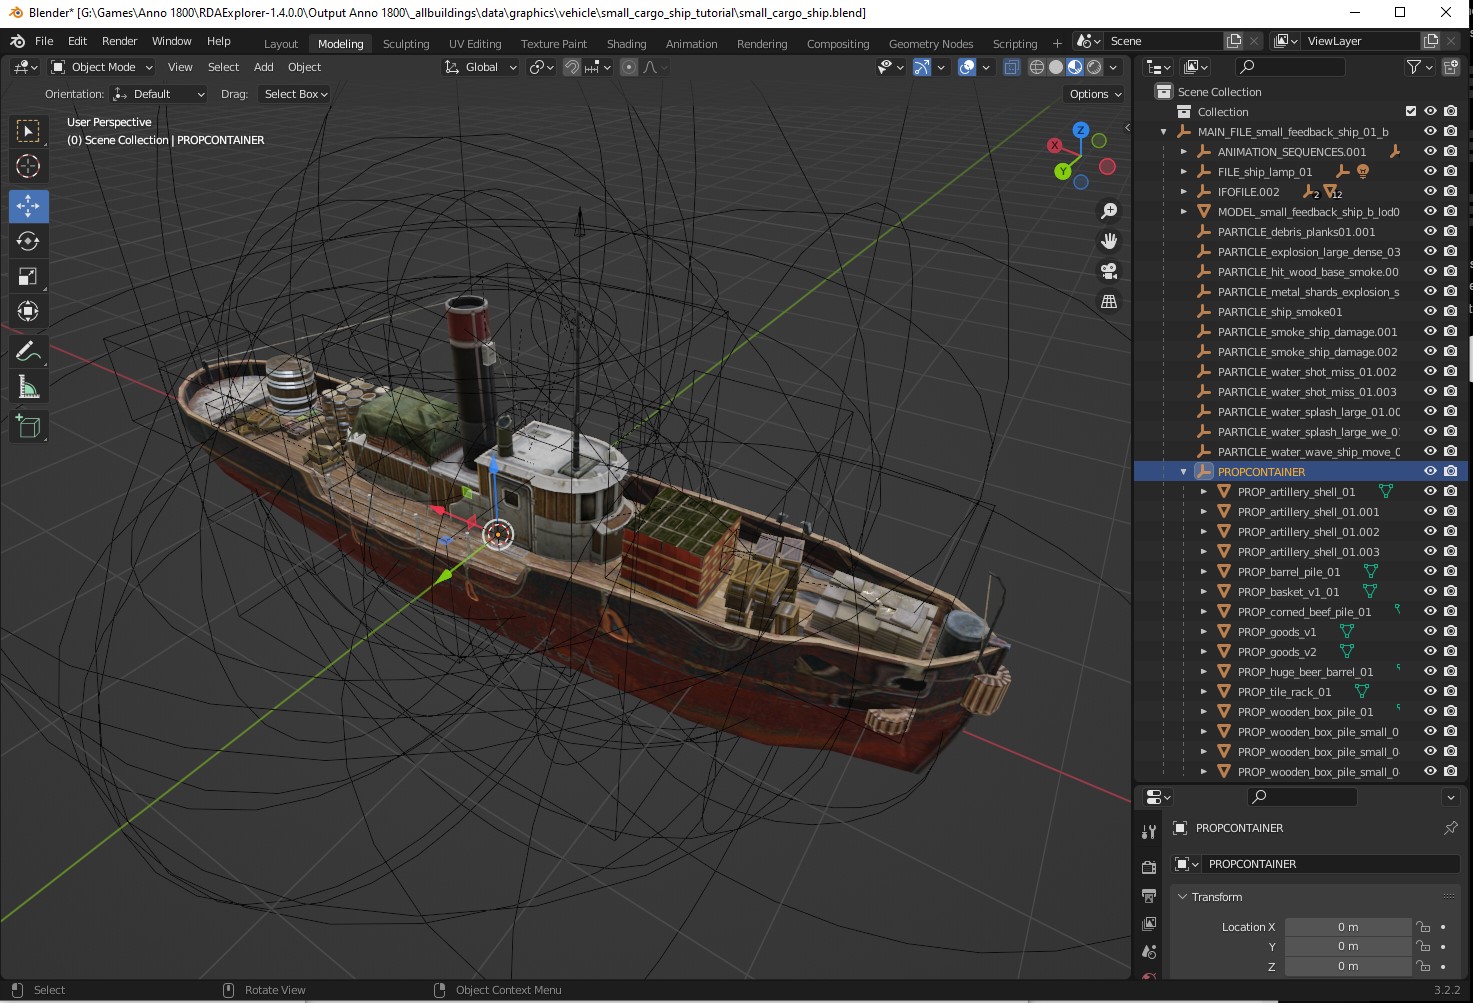 Blender* [G:\Games\Anno 1800\RDAExplorer-1.4.0.0\Output Anno 1800\_allbuildings\data\graphics\vehicle\small_cargo_ship_tutorial\small_cargo_ship.blend]
File Edit Render Window Help Layout Modeling Sculpting UV Editing Texture Paint Shading Animation Rendering Compositing Geometry Nodes Scripting + Scene ViewLayer
Object Mode View Select Add Object Global
Orientation: Default Drag: Select Box Options
User Perspective
(0) Scene Collection | PROPCONTAINER
Z
X
Y
Scene Collection
Collection
MAIN_FILE_small_feedback_ship_01_b
ANIMATION_SEQUENCES.001
FILE_ship_lamp_01
IFOFILE.002 2 12
MODEL_small_feedback_ship_b_lod0
PARTICLE_debris_planks01.001
PARTICLE_explosion_large_dense_03
PARTICLE_hit_wood_base_smoke.00
PARTICLE_metal_shards_explosion_s
PARTICLE_ship_smoke01
PARTICLE_smoke_ship_damage.001
PARTICLE_smoke_ship_damage.002
PARTICLE_water_shot_miss_01.002
PARTICLE_water_shot_miss_01.003
PARTICLE_water_splash_large_01.00
PARTICLE_water_splash_large_we_0
PARTICLE_water_wave_ship_move_0
PROPCONTAINER
PROP_artillery_shell_01
PROP_artillery_shell_01.001
PROP_artillery_shell_01.002
PROP_artillery_shell_01.003
PROP_barrel_pile_01
PROP_basket_v1_01
PROP_corned_beef_pile_01
PROP_goods_v1
PROP_goods_v2
PROP_huge_beer_barrel_01
PROP_tile_rack_01
PROP_wooden_box_pile_01
PROP_wooden_box_pile_small_0
PROP_wooden_box_pile_small_0
PROP_wooden_box_pile_small_0
PROPCONTAINER
PROPCONTAINER
Transform
Location X 0 m
Y 0 m
Z 0 m
Select Rotate View Object Context Menu 3.2.2